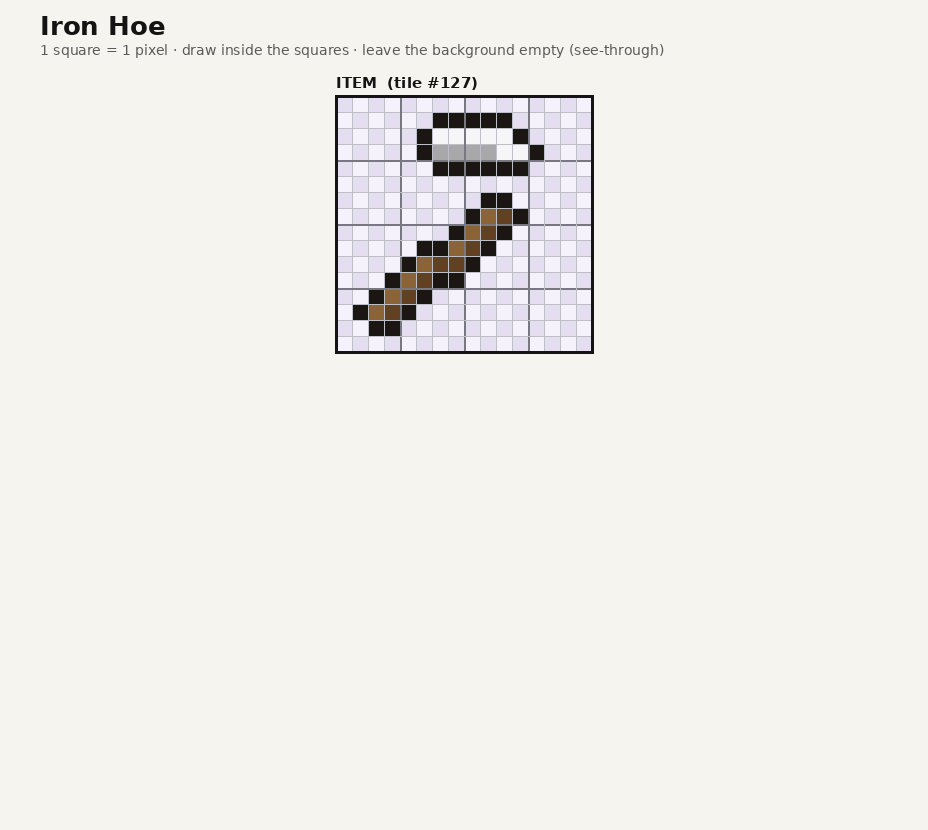 Iron Hoe
1 square = 1 pixel · draw inside the squares · leave the background empty (see-through)
ITEM (tile #127)